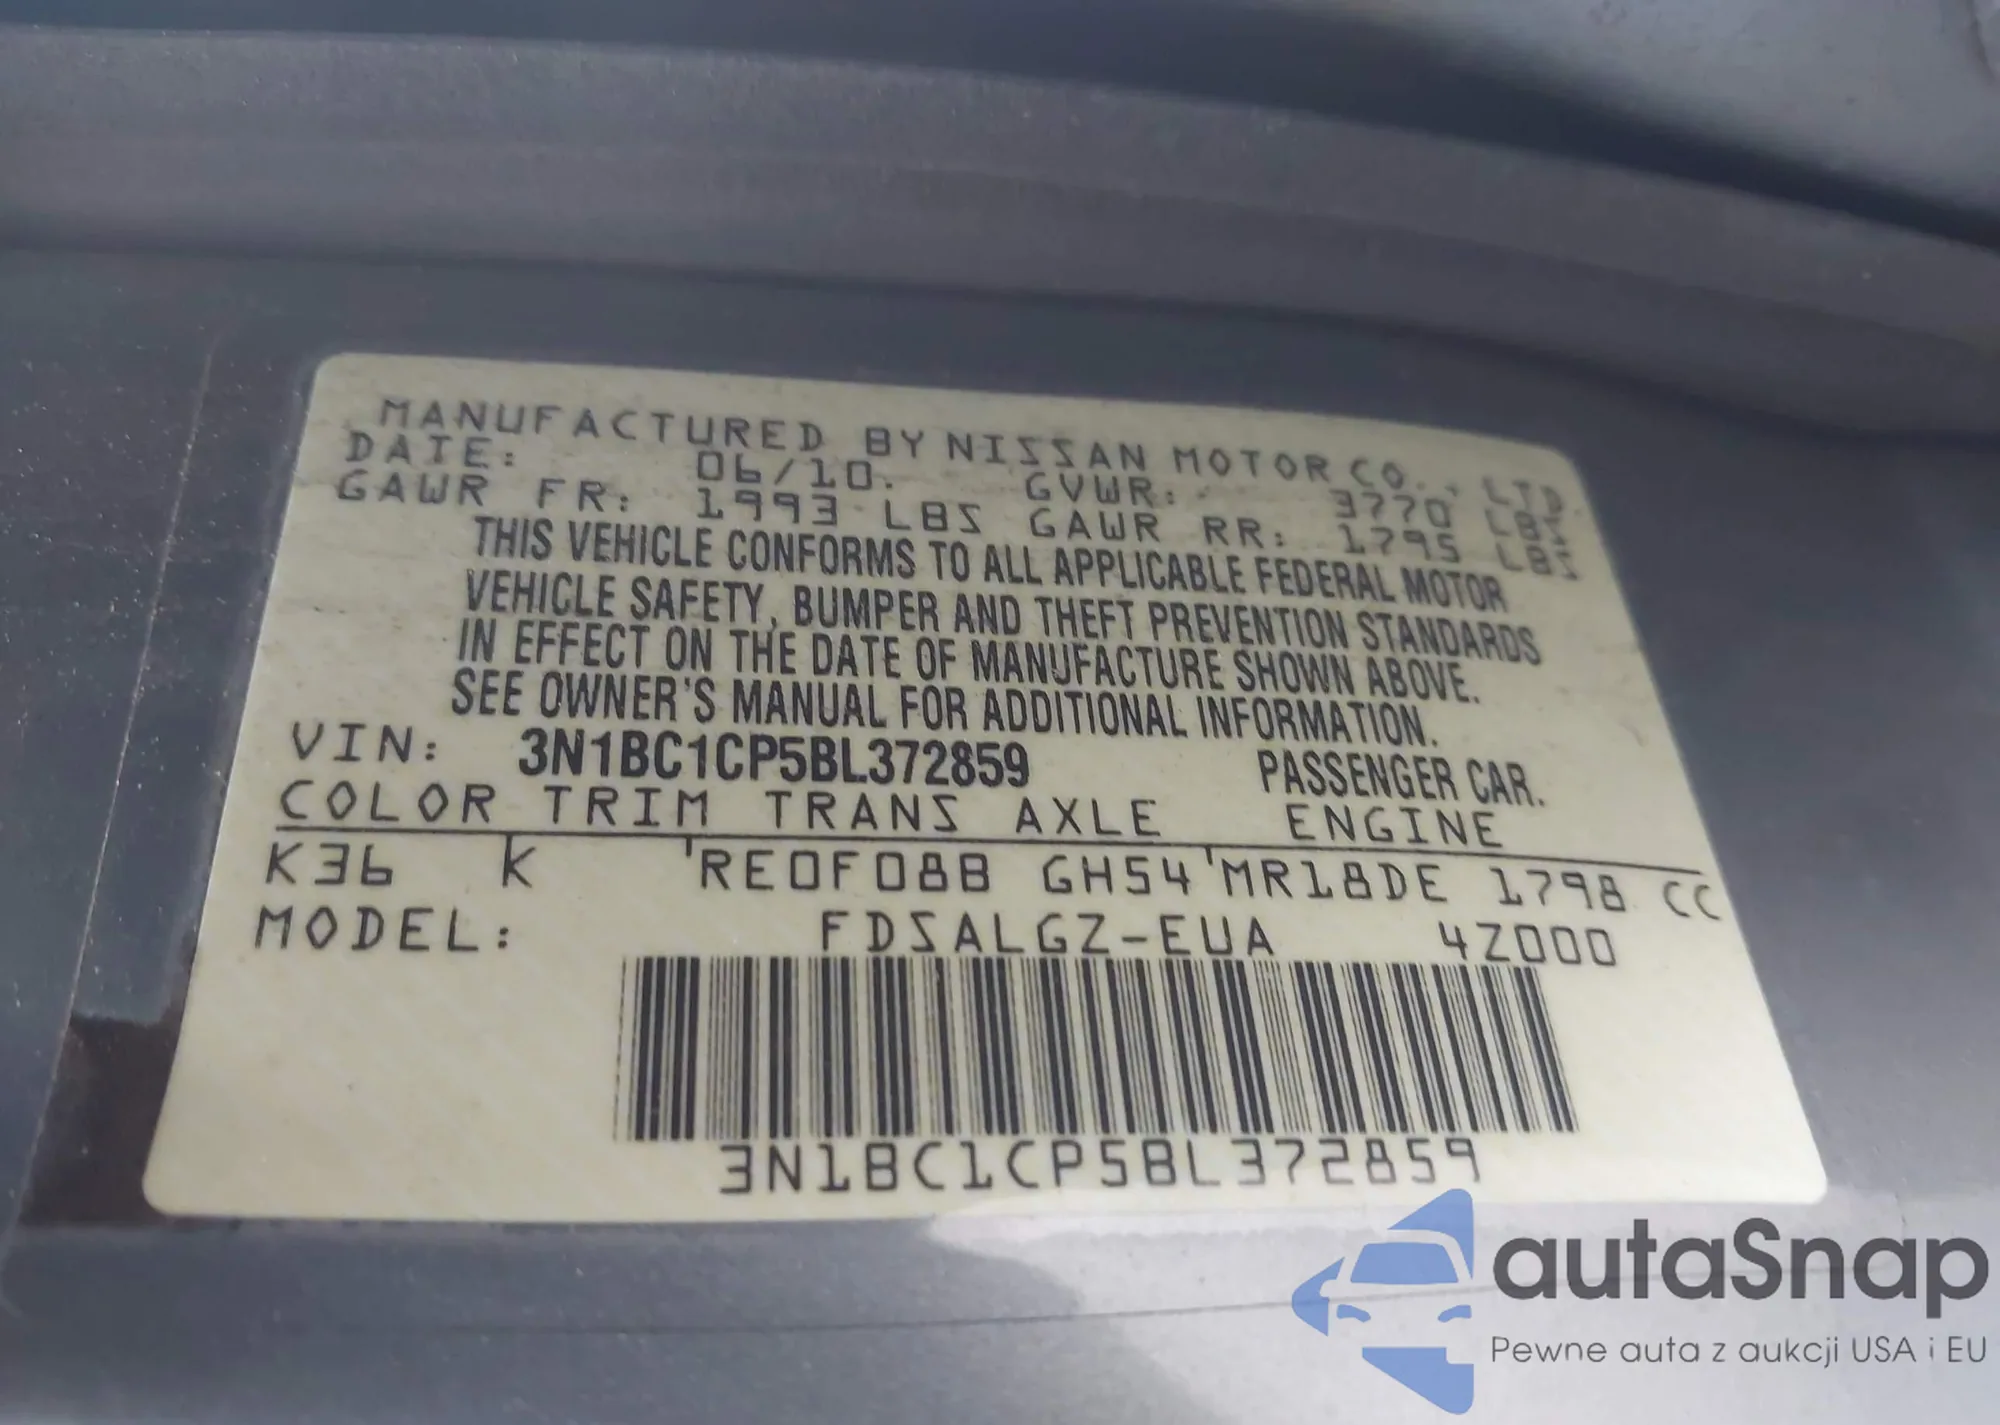 MANUFACTURED BY NISSAN MOTOR CO., LTD
DATE: 06/10. GVWR: 3770 LBS
GAWR FR: 1993 LBS GAWR RR: 1795 LBS
THIS VEHICLE CONFORMS TO ALL APPLICABLE FEDERAL MOTOR
VEHICLE SAFETY, BUMPER AND THEFT PREVENTION STANDARDS
IN EFFECT ON THE DATE OF MANUFACTURE SHOWN ABOVE.
SEE OWNER'S MANUAL FOR ADDITIONAL INFORMATION.
VIN: 3N1BC1CP5BL372859 PASSENGER CAR.
COLOR TRIM TRANS AXLE ENGINE
K36 K RE0F08B GH54 MR18DE 1798 CC
MODEL: FDSALGZ-EUA 4Z000
3N1BC1CP5BL372859
autaSnap
Pewne auta z aukcji USA i EU